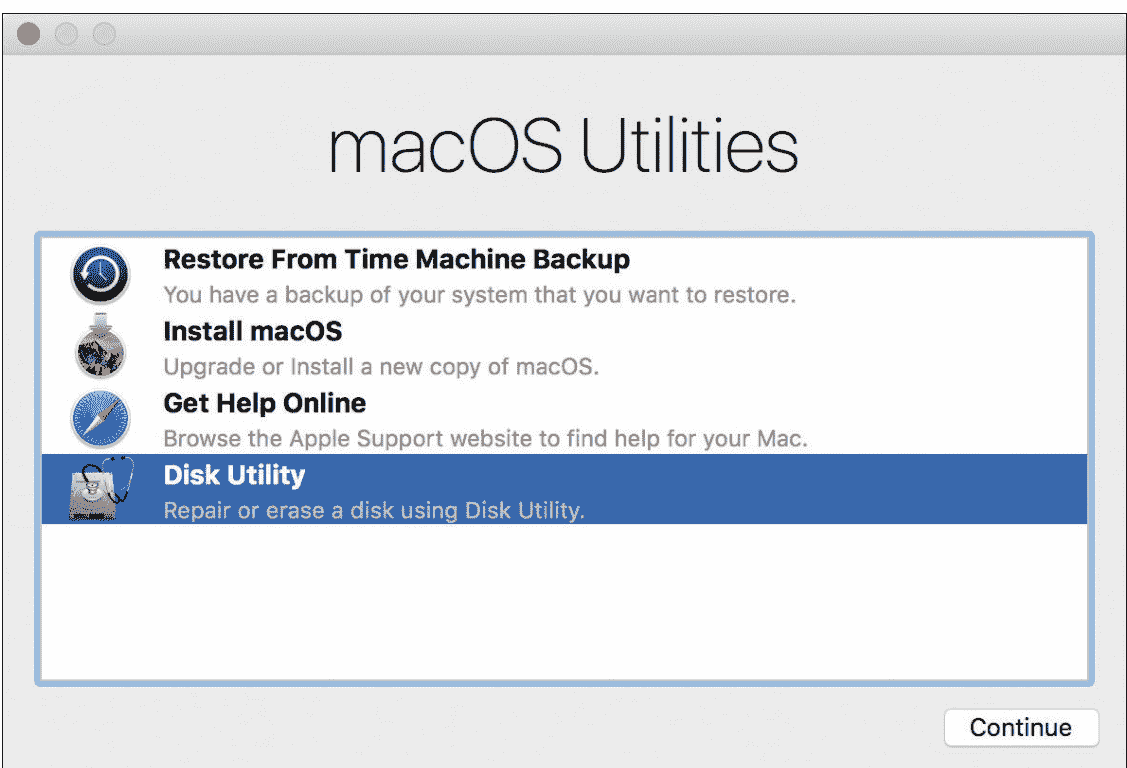 macOS Utilities
Restore From Time Machine Backup
You have a backup of your system that you want to restore.
Install macOS
Upgrade or Install a new copy of macOS.
Get Help Online
Browse the Apple Support website to find help for your Mac.
Disk Utility
Repair or erase a disk using Disk Utility.
Continue